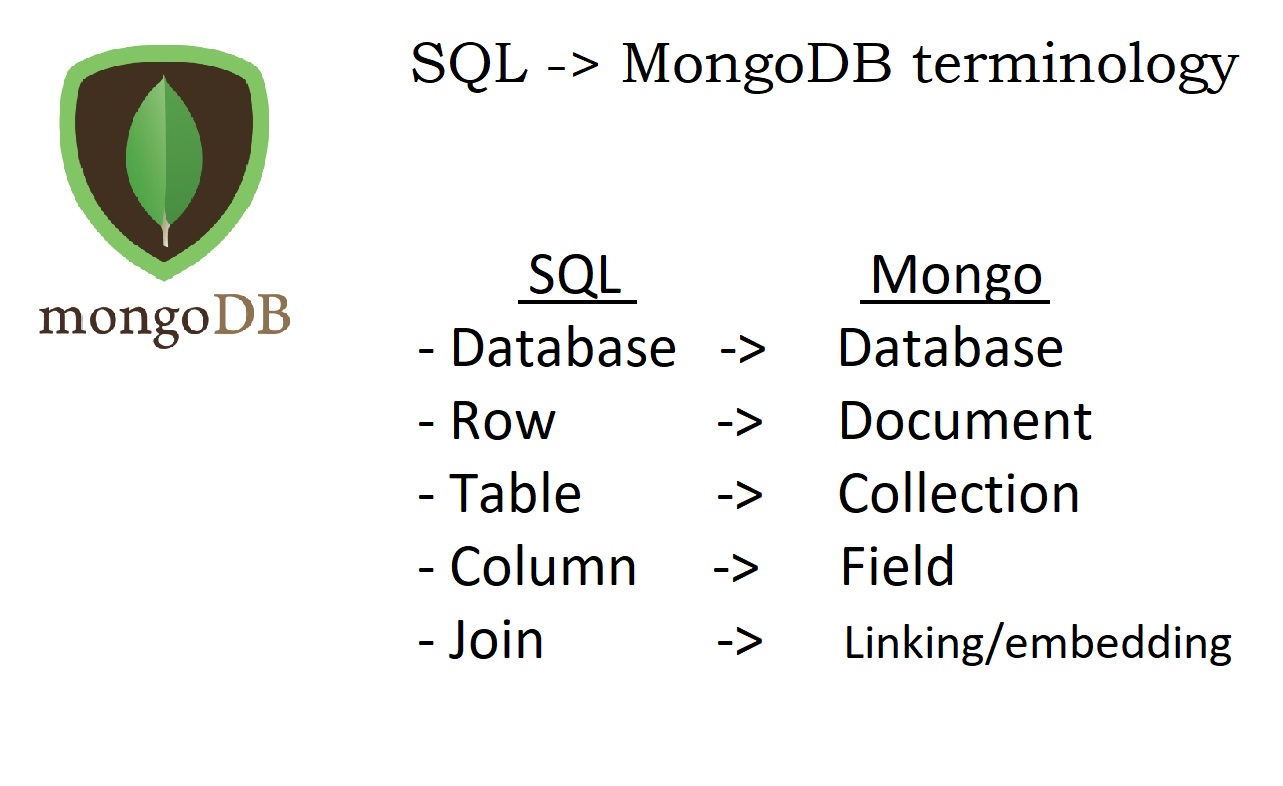 SQL -> MongoDB terminology
mongoDB
SQL Mongo
- Database -> Database
- Row -> Document
- Table -> Collection
- Column -> Field
- Join -> Linking/embedding